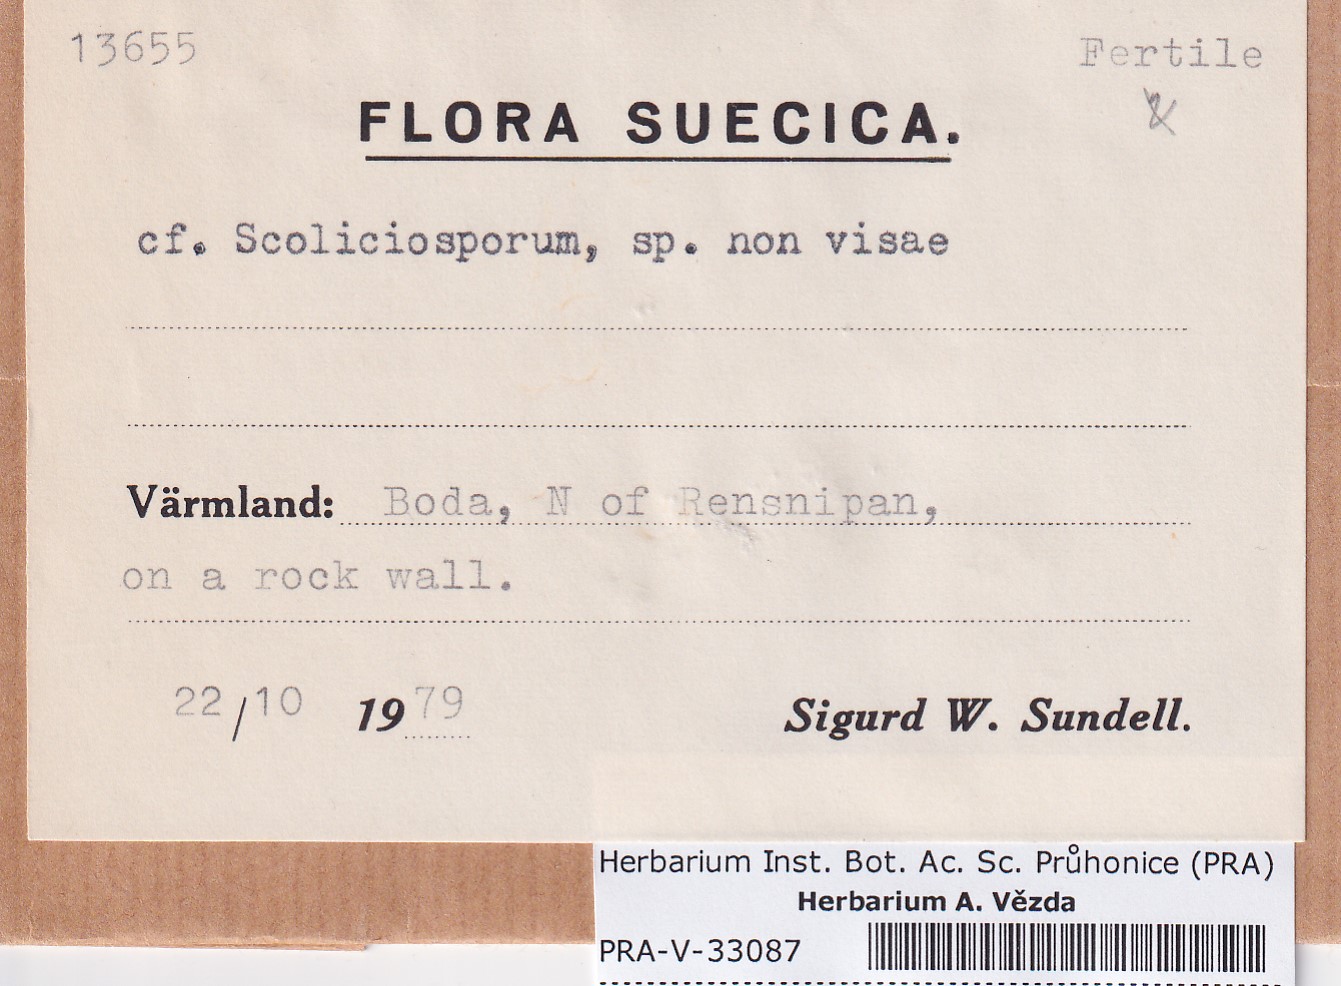 13655
Fertile
FLORA SUECICA.
cf. Scoliciosporum, sp. non visae
Värmland: Boda, N of Rensnipan,
on a rock wall.
22/10 1979
Sigurd W. Sundell.
Herbarium Inst. Bot. Ac. Sc. Průhonice (PRA)
Herbarium A. Vězda
PRA-V-33087